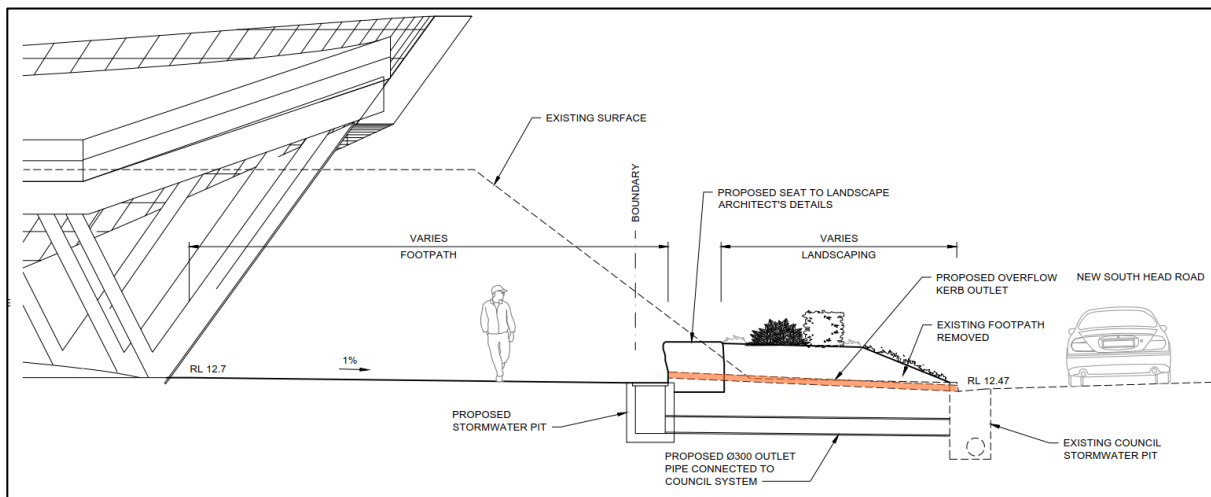 EXISTING SURFACE
BOUNDARY
PROPOSED SEAT TO LANDSCAPE
ARCHITECT'S DETAILS
VARIES
FOOTPATH
VARIES
LANDSCAPING
PROPOSED OVERFLOW
KERB OUTLET
NEW SOUTH HEAD ROAD
EXISTING FOOTPATH
REMOVED
E
RL 12.7
1%
RL 12.47
PROPOSED
STORMWATER PIT
PROPOSED Ø300 OUTLET
PIPE CONNECTED TO
COUNCIL SYSTEM
EXISTING COUNCIL
STORMWATER PIT